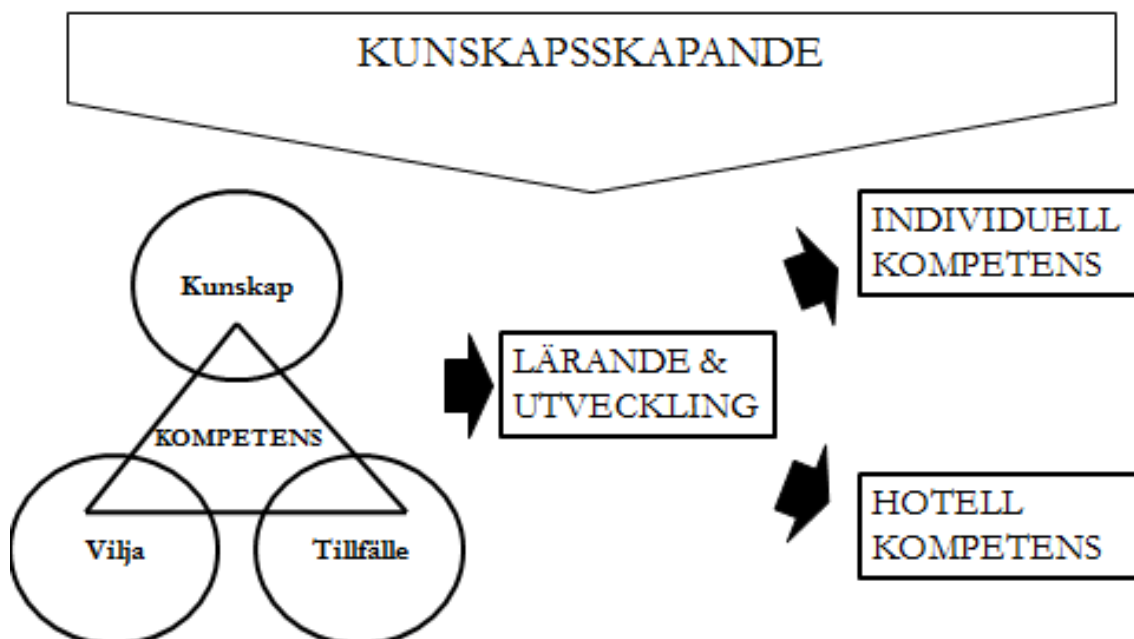 KUNSKAPSSKAPANDE
Kunskap
KOMPETENS
Vilja
Tillfälle
LÄRANDE &
UTVECKLING
INDIVIDUELL
KOMPETENS
HOTELL
KOMPETENS